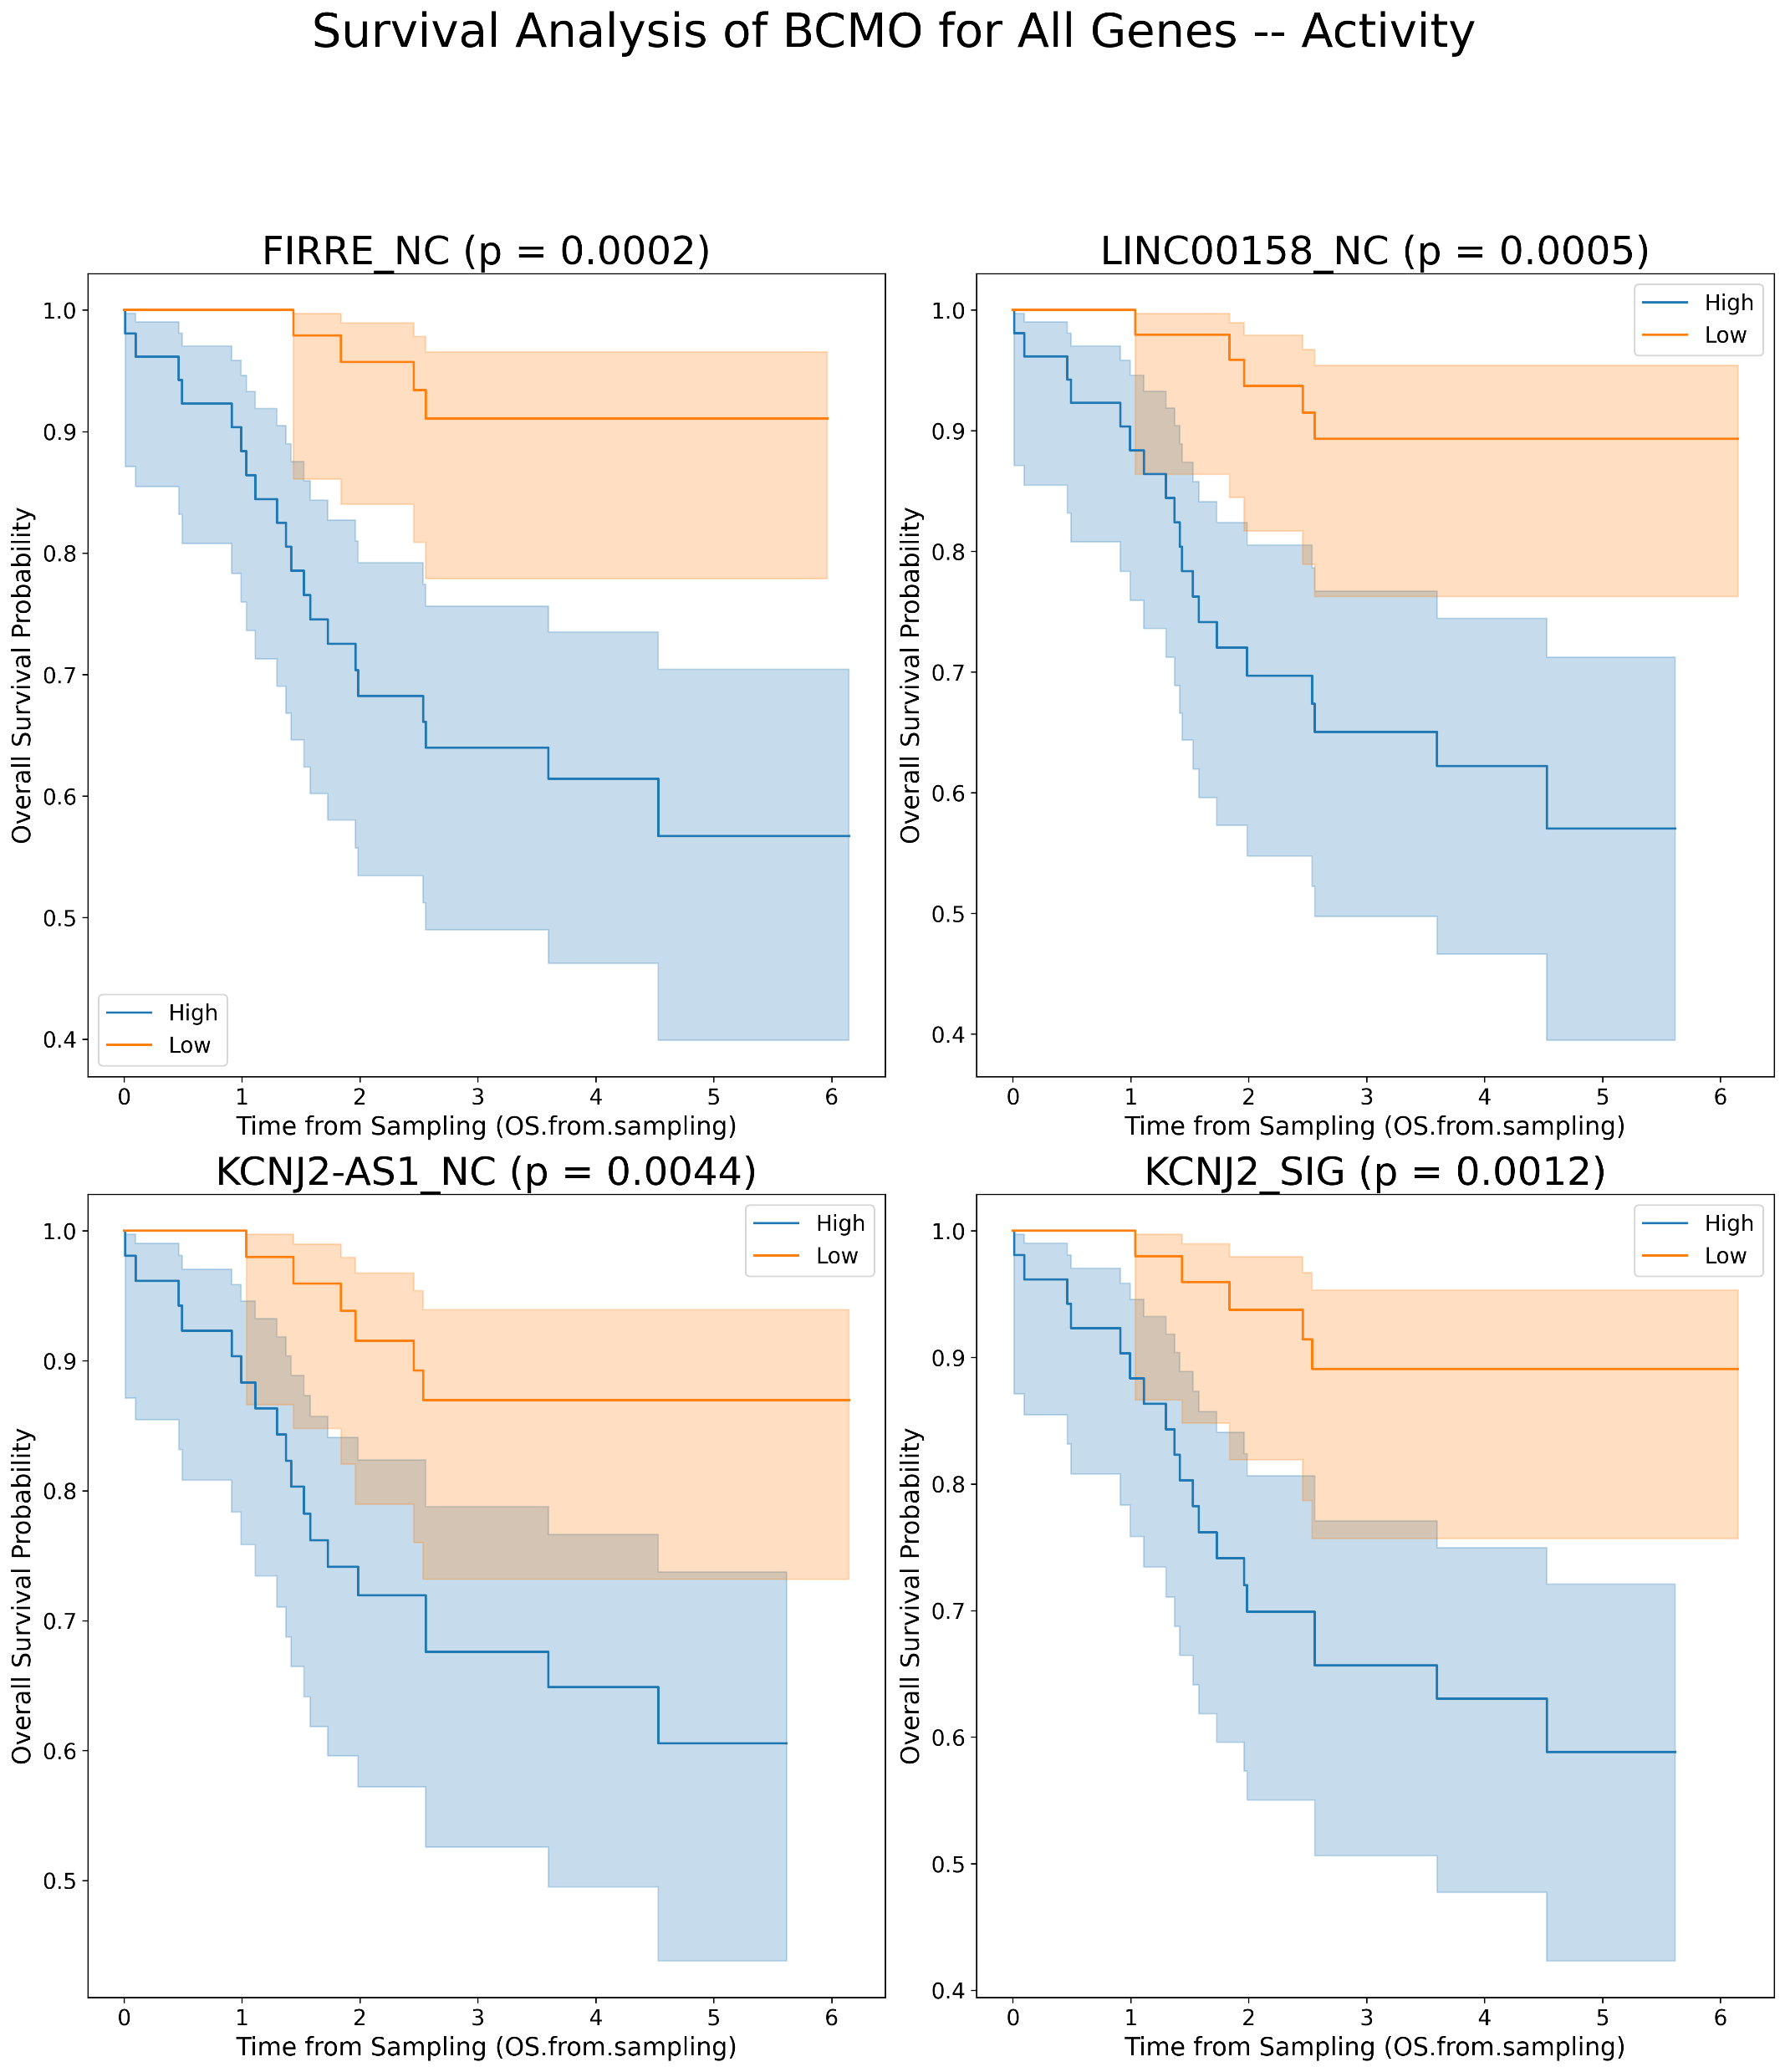 Survival Analysis of BCMO for All Genes -- Activity
FIRRE_NC (p = 0.0002)
1.0
0.9
0.8
0.7
0.6
0.5
0.4
Overall Survival Probability
High
Low
0 1 2 3 4 5 6
Time from Sampling (OS.from.sampling)
LINC00158_NC (p = 0.0005)
High
Low
1.0
0.9
0.8
0.7
0.6
0.5
0.4
Overall Survival Probability
0 1 2 3 4 5 6
Time from Sampling (OS.from.sampling)
KCNJ2-AS1_NC (p = 0.0044)
High
Low
1.0
0.9
0.8
0.7
0.6
0.5
Overall Survival Probability
0 1 2 3 4 5 6
Time from Sampling (OS.from.sampling)
KCNJ2_SIG (p = 0.0012)
High
Low
1.0
0.9
0.8
0.7
0.6
0.5
0.4
Overall Survival Probability
0 1 2 3 4 5 6
Time from Sampling (OS.from.sampling)